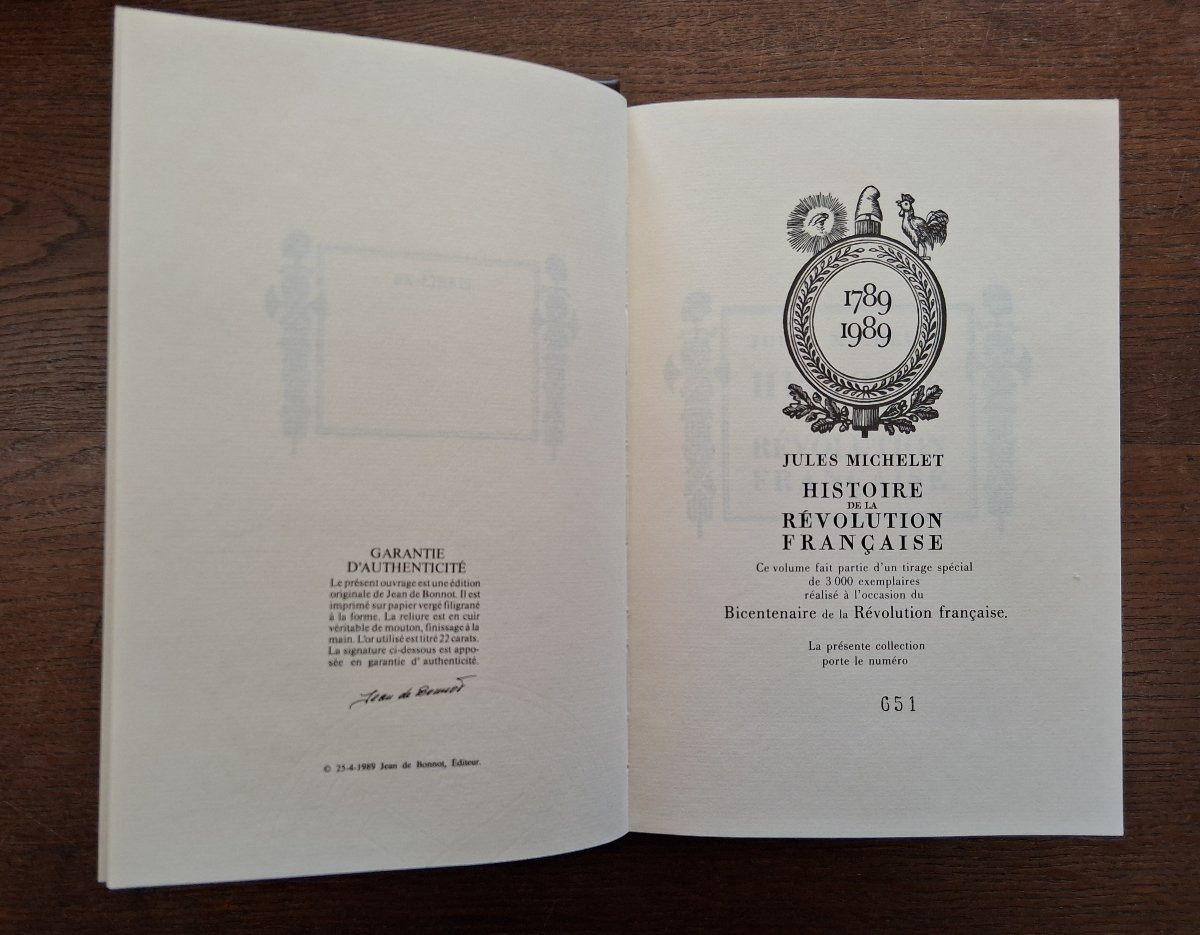 GARANTIE
D'AUTHENTICITÉ
Le présent ouvrage est une édition
originale de Jean de Bonnot. Il est
imprimé sur papier vergé filigrané
à la forme. La reliure est en cuir
véritable de mouton, finissage à la
main. L'or utilisé est titré 22 carats.
La signature ci-dessous est appo-
sée en garantie d'authenticité.
Jean de Bonnot
© 25-4-1989 Jean de Bonnot, Éditeur.
1789
1989
JULES MICHELET
HISTOIRE
DE LA
RÉVOLUTION
FRANÇAISE
Ce volume fait partie d'un tirage spécial
de 3 000 exemplaires
réalisé à l'occasion du
Bicentenaire de la Révolution française.
La présente collection
porte le numéro
651